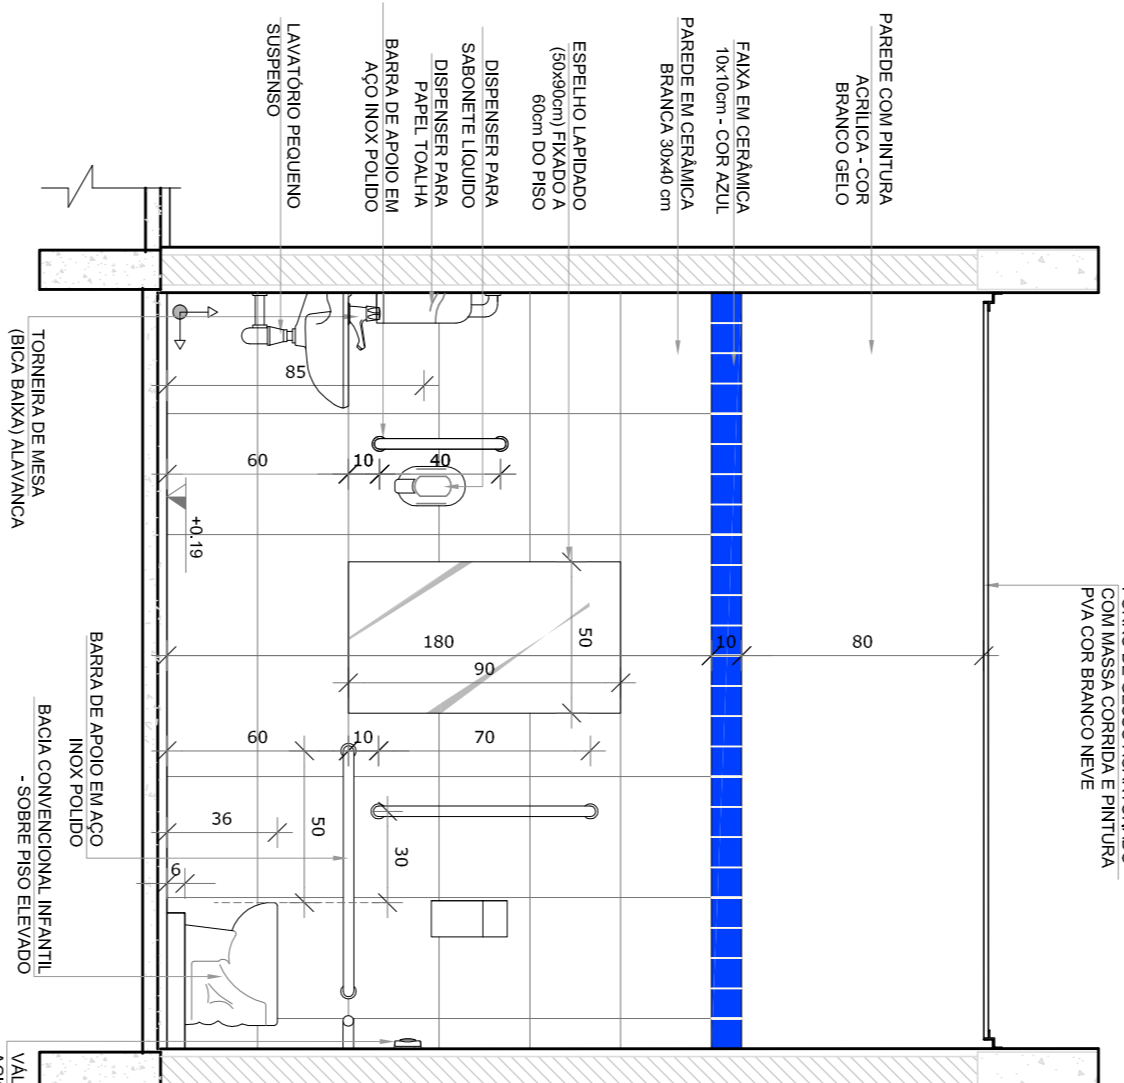 COM MASSA CORRIDA E PINTURA
PVA COR BRANCO NEVE
PAREDE COM PINTURA
ACRÍLICA - COR
BRANCO GELO
FAIXA EM CERÂMICA
10x10cm - COR AZUL
PAREDE EM CERÂMICA
BRANCA 30x40 cm
ESPELHO LAPIDADO
(50x90cm) FIXADO A
60cm DO PISO
DISPENSER PARA
SABONETE LÍQUIDO
DISPENSER PARA
PAPEL TOALHA
BARRA DE APOIO EM
AÇO INOX POLIDO
LAVATÓRIO PEQUENO
SUSPENSO
80
10
180
50
90
85
60
10
40
+0.19
60
10
70
50
30
36
6
TORNEIRA DE MESA
(BICA BAIXA) ALAVANCA
BARRA DE APOIO EM AÇO
INOX POLIDO
BACIA CONVENCIONAL INFANTIL
- SOBRE PISO ELEVADO